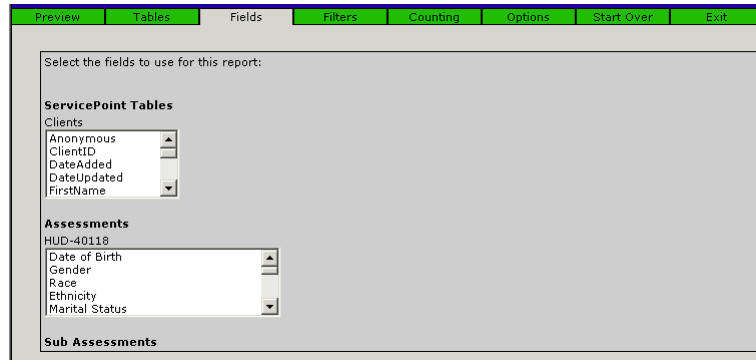 Preview Tables Fields Filters Counting Options Start Over Exit
Select the fields to use for this report:
ServicePoint Tables
Clients
Anonymous
ClientID
DateAdded
DateUpdated
FirstName
Assessments
HUD-40118
Date of Birth
Gender
Race
Ethnicity
Marital Status
Sub Assessments